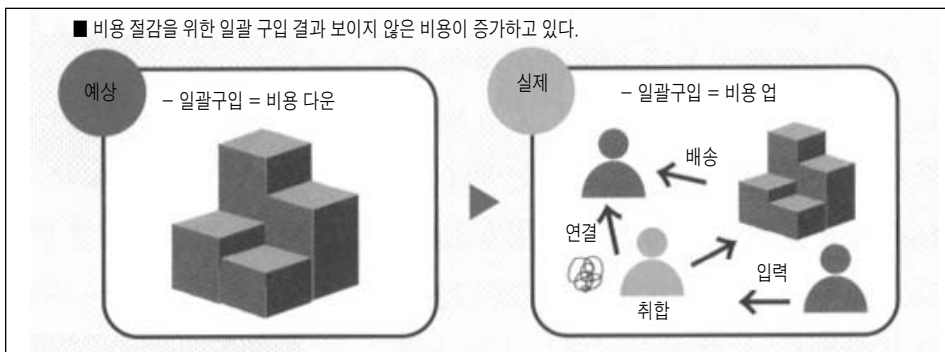 ■ 비용 절감을 위한 일괄 구입 결과 보이지 않은 비용이 증가하고 있다.
예상
– 일괄구입 = 비용 다운
실제
– 일괄구입 = 비용 업
배송
연결
입력
취합